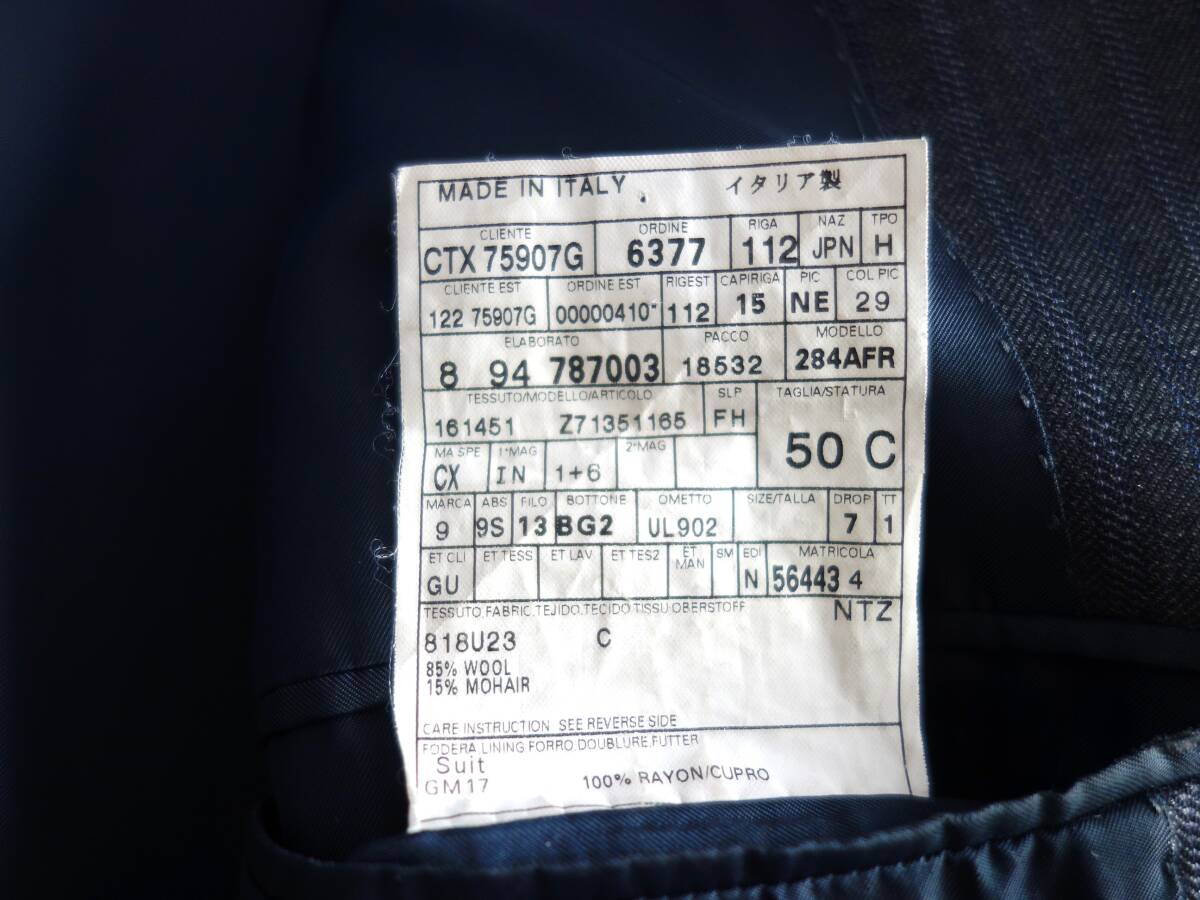 MADE IN ITALY イタリア製
CLIENTE ORDINE RIGA NAZ TPO
CTX 75907G 6377 112 JPN H
CLIENTE EST ORDINE EST RIGEST CAPIRIGA PIC COL PIC
122 75907G 00000410" 112 15 NE 29
ELABORATO PACCO MODELLO
8 94 787003 18532 284AFR
TESSUTO/MODELLO/ARTICOLO SLP TAGLIA/STATURA
161451 Z71351165 FH 50 C
MA SPE 1°MAG 2°MAG
CX IN 1+6
MARCA ABS FILO BOTTONE OMETTO SIZE/TALLA DROP TT
9 9S 13 BG2 UL902 7 1
ET CLI ET TESS ET LAV ET TES2 ET MAN SM EDI MATRICOLA
GU N 56443 4
TESSUTO.FABRIC.TEJIDO.TECIDO.TISSU.OBERSTOFF NTZ
818U23 C
85% WOOL
15% MOHAIR
CARE INSTRUCTION SEE REVERSE SIDE
FODERA.LINING.FORRO.DOUBLURE.FUTTER
Suit
GM17 100% RAYON/CUPRO